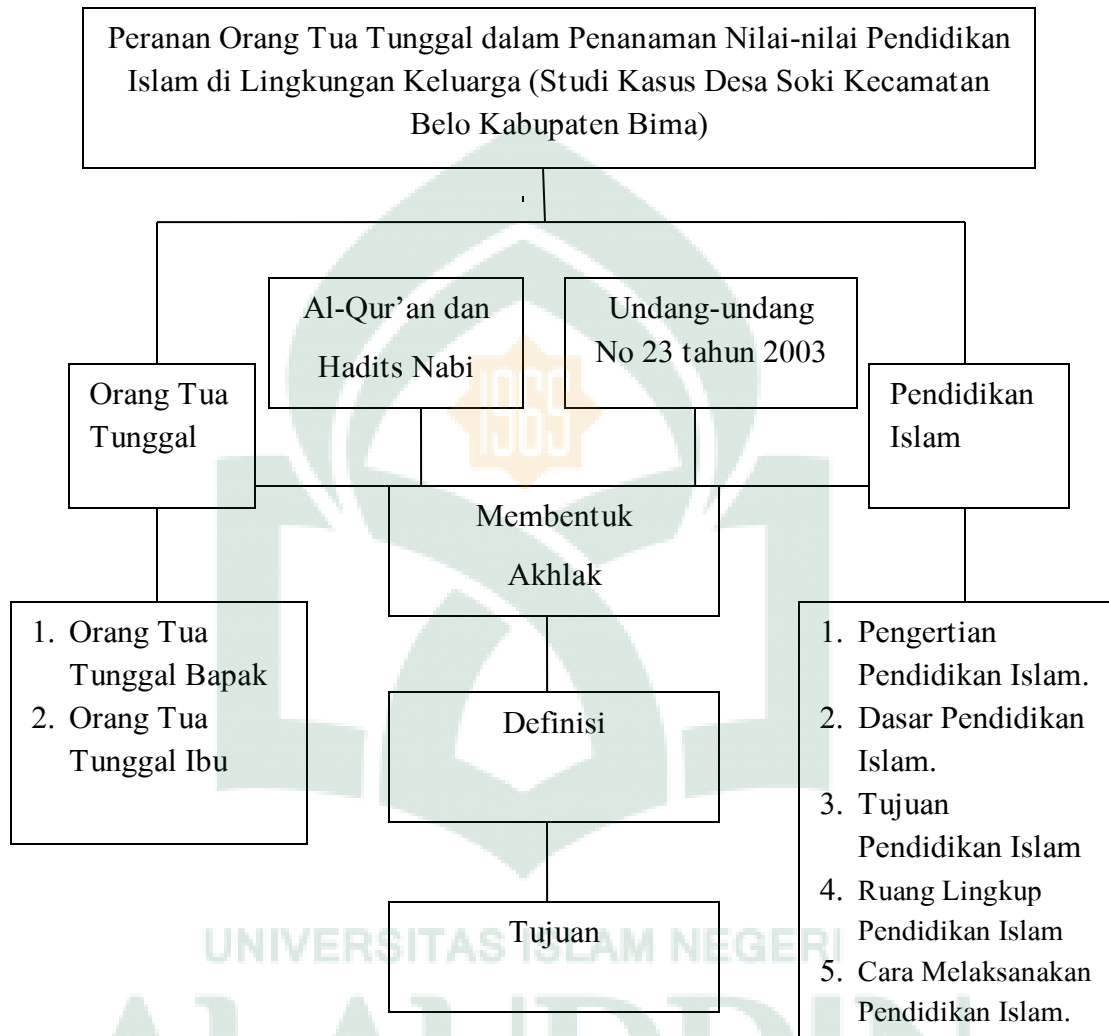 Peranan Orang Tua Tunggal dalam Penanaman Nilai-nilai Pendidikan
Islam di Lingkungan Keluarga (Studi Kasus Desa Soki Kecamatan
Belo Kabupaten Bima)
Al-Qur’an dan
Hadits Nabi
Undang-undang
No 23 tahun 2003
Orang Tua
Tunggal
Pendidikan
Islam
1969
Membentuk
Akhlak
1. Orang Tua
Tunggal Bapak
2. Orang Tua
Tunggal Ibu
Definisi
Tujuan
1. Pengertian
Pendidikan Islam.
2. Dasar Pendidikan
Islam.
3. Tujuan
Pendidikan Islam
4. Ruang Lingkup
Pendidikan Islam
5. Cara Melaksanakan
Pendidikan Islam.
UNIVERSITAS ISLAM NEGERI
ALAUDDIN